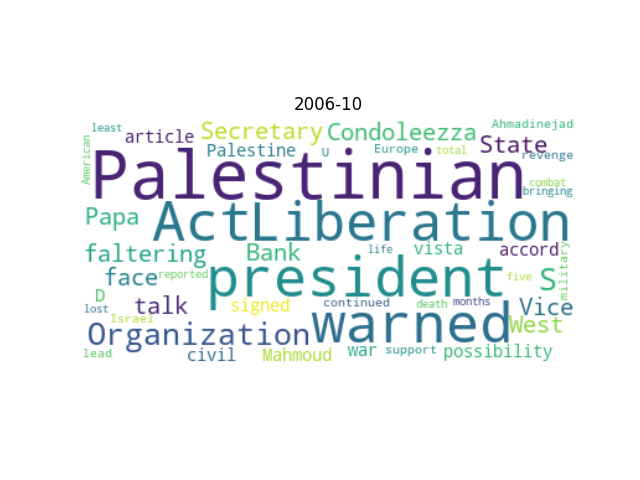 2006-10
least
article
Secretary
Condoleezza
Ahmadinejad
State
American
Palestine
U
Europe
total
revenge
Palestinian
combat
bringing
Papa
ActLiberation
faltering
Bank
life
vista
accord
military
face
reported
president
five
S
D
talk
signed
continued
death
months
Vice
lost
Israel
Organization
warned
West
lead
civil
Mahmoud
war
support
possibility